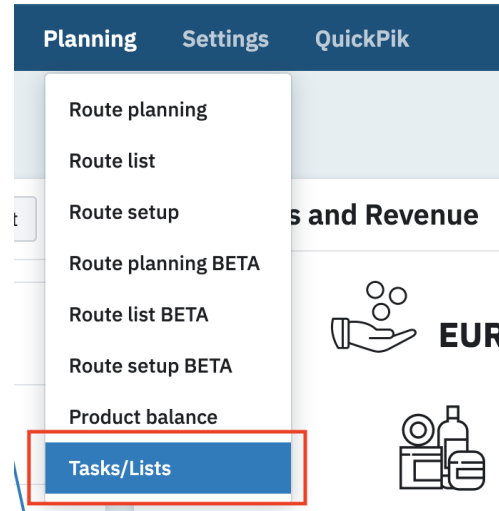 Planning Settings QuickPik
Route planning
Route list
Route setup
s and Revenue
Route planning BETA
Route list BETA
EUR
Route setup BETA
Product balance
Tasks/Lists